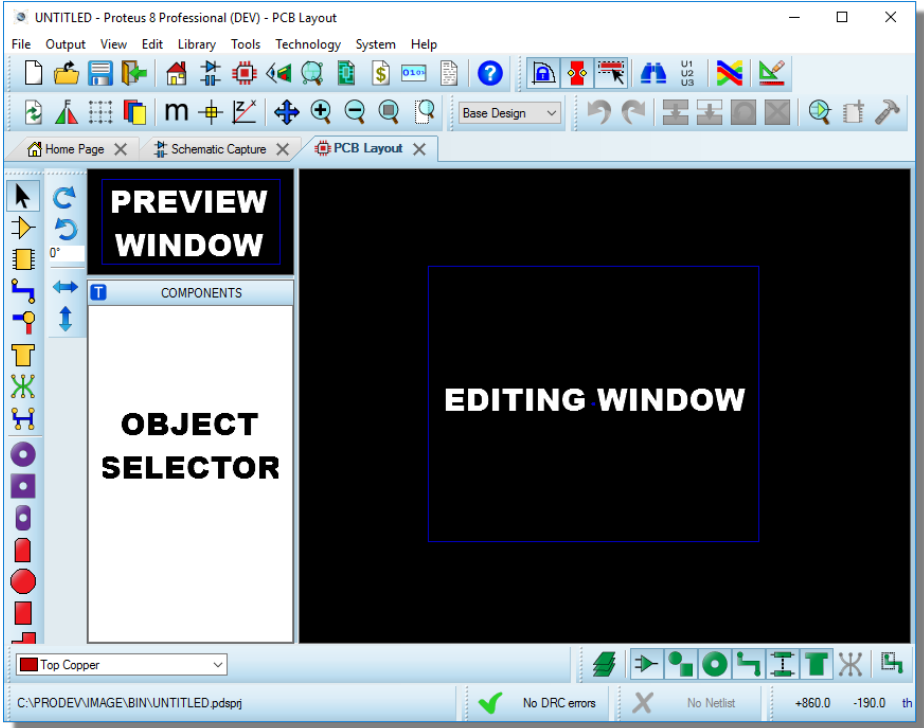 UNTITLED - Proteus 8 Professional (DEV) - PCB Layout
File Output View Edit Library Tools Technology System Help
$ 0101 ?
U1
U2
U3
m Base Design
Home Page Schematic Capture PCB Layout
PREVIEW
WINDOW
0°
T COMPONENTS
OBJECT
SELECTOR
EDITING WINDOW
Top Copper
C:\PRODEV\IMAGE\BIN\UNTITLED.pdsprj No DRC errors No Netlist +860.0 -190.0 th